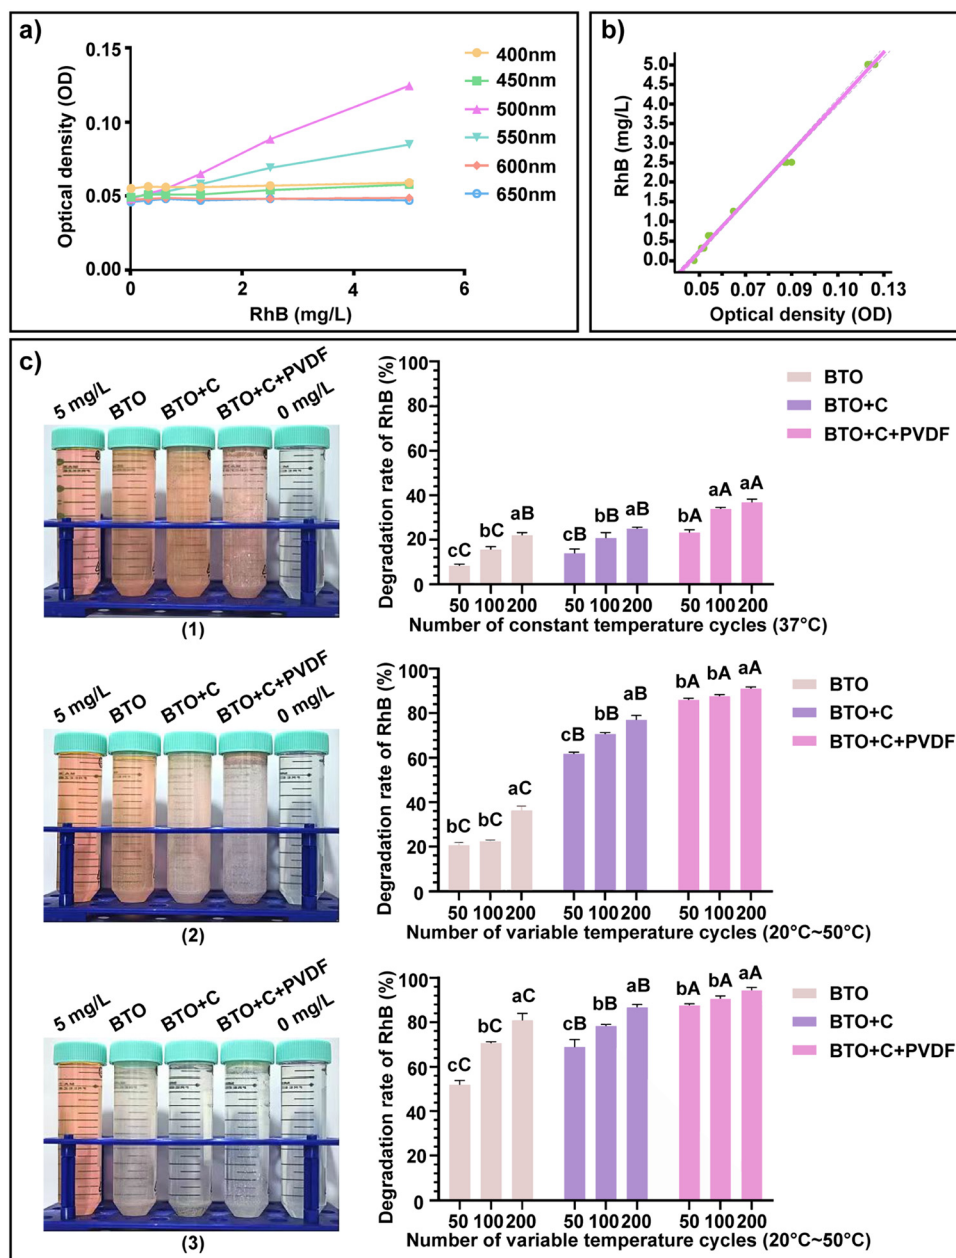 a)
0.15
0.10
0.05
0.00
Optical density (OD)
0
2
4
6
RhB (mg/L)
400nm
450nm
500nm
550nm
600nm
650nm
b)
RhB (mg/L)
5.0
5.0
3.5
3.0
2.5
2.0
1.5
1.0
0.5
0.0
0.05 0.07 0.09 0.10 0.13
Optical density (OD)
c)
5 mg/L BTO BTO+C BTO+C+PVDF 0 mg/L
(1)
Degradation rate of RhB (%)
100
80
60
40
20
0
cC bC aB cB bB aB bA aA aA
50 100 200 50 100 200 50 100 200
Number of constant temperature cycles (37°C)
BTO
BTO+C
BTO+C+PVDF
5 mg/L BTO BTO+C BTO+C+PVDF 0 mg/L
(2)
Degradation rate of RhB (%)
100
80
60
40
20
0
bC bC aC cB bB aB bA bA aA
50 100 200 50 100 200 50 100 200
Number of variable temperature cycles (20°C~50°C)
BTO
BTO+C
BTO+C+PVDF
5 mg/L BTO BTO+C BTO+C+PVDF 0 mg/L
(3)
Degradation rate of RhB (%)
100
80
60
80
20
0
cC bC aC cB bB aB bA bA aA
50 100 200 50 100 200 50 100 200
Number of variable temperature cycles (20°C~50°C)
BTO
BTO+C
BTO+C+PVDF